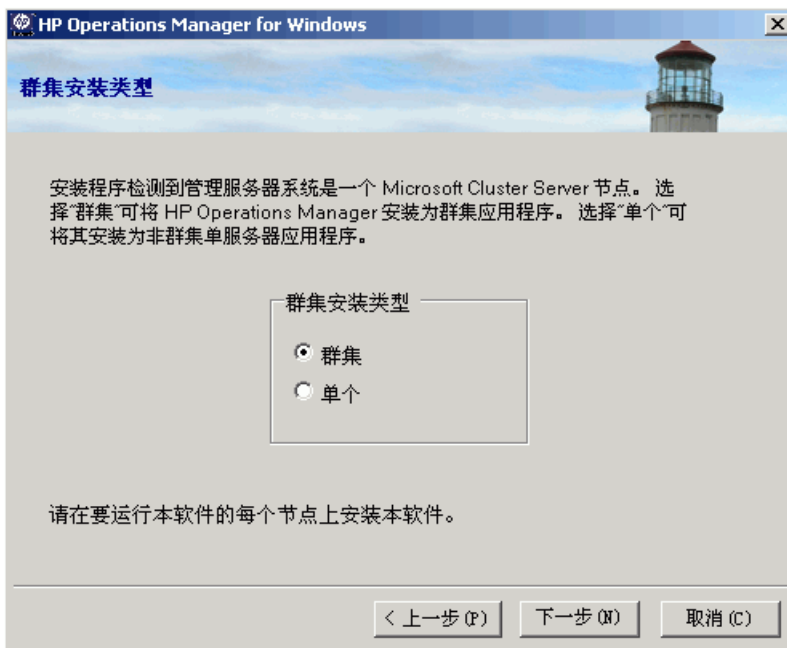 HP Operations Manager for Windows
群集安装类型
安装程序检测到管理服务器系统是一个 Microsoft Cluster Server 节点。 选
择"群集"可将 HP Operations Manager 安装为群集应用程序。 选择"单个"可
将其安装为非群集单服务器应用程序。
群集安装类型
群集
单个
请在要运行本软件的每个节点上安装本软件。
< 上一步(P)
下一步(N)
取消(C)